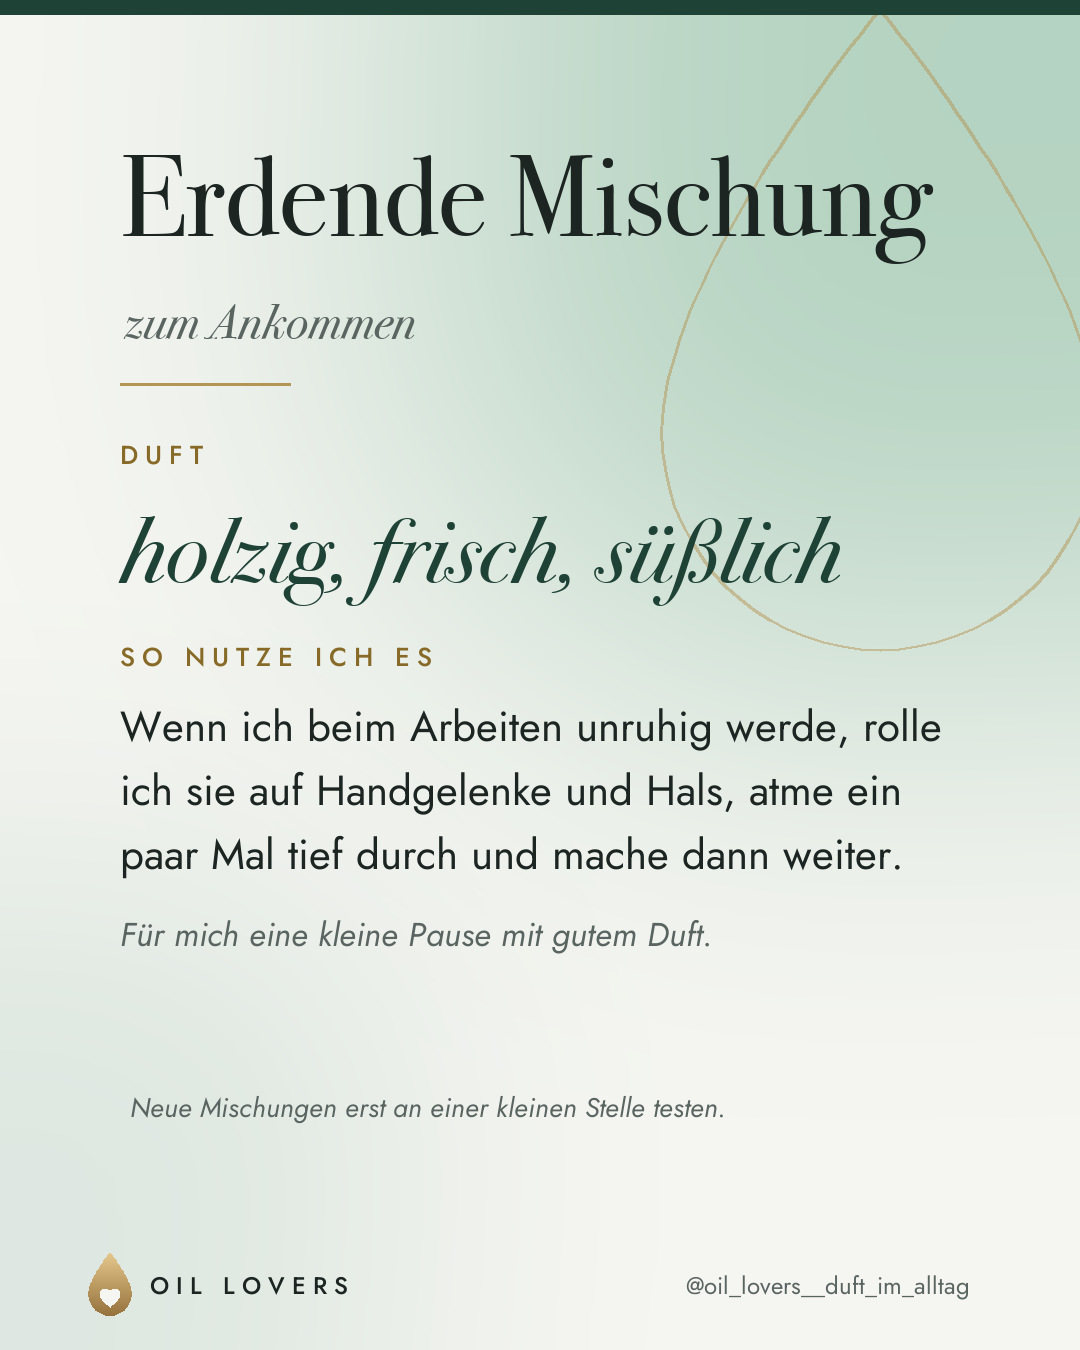 Erdende Mischung
zum Ankommen
DUFT
holzig, frisch, süßlich
SO NUTZE ICH ES
Wenn ich beim Arbeiten unruhig werde, rolle
ich sie auf Handgelenke und Hals, atme ein
paar Mal tief durch und mache dann weiter.
Für mich eine kleine Pause mit gutem Duft.
Neue Mischungen erst an einer kleinen Stelle testen.
OIL LOVERS
@oil_lovers__duft_im_alltag